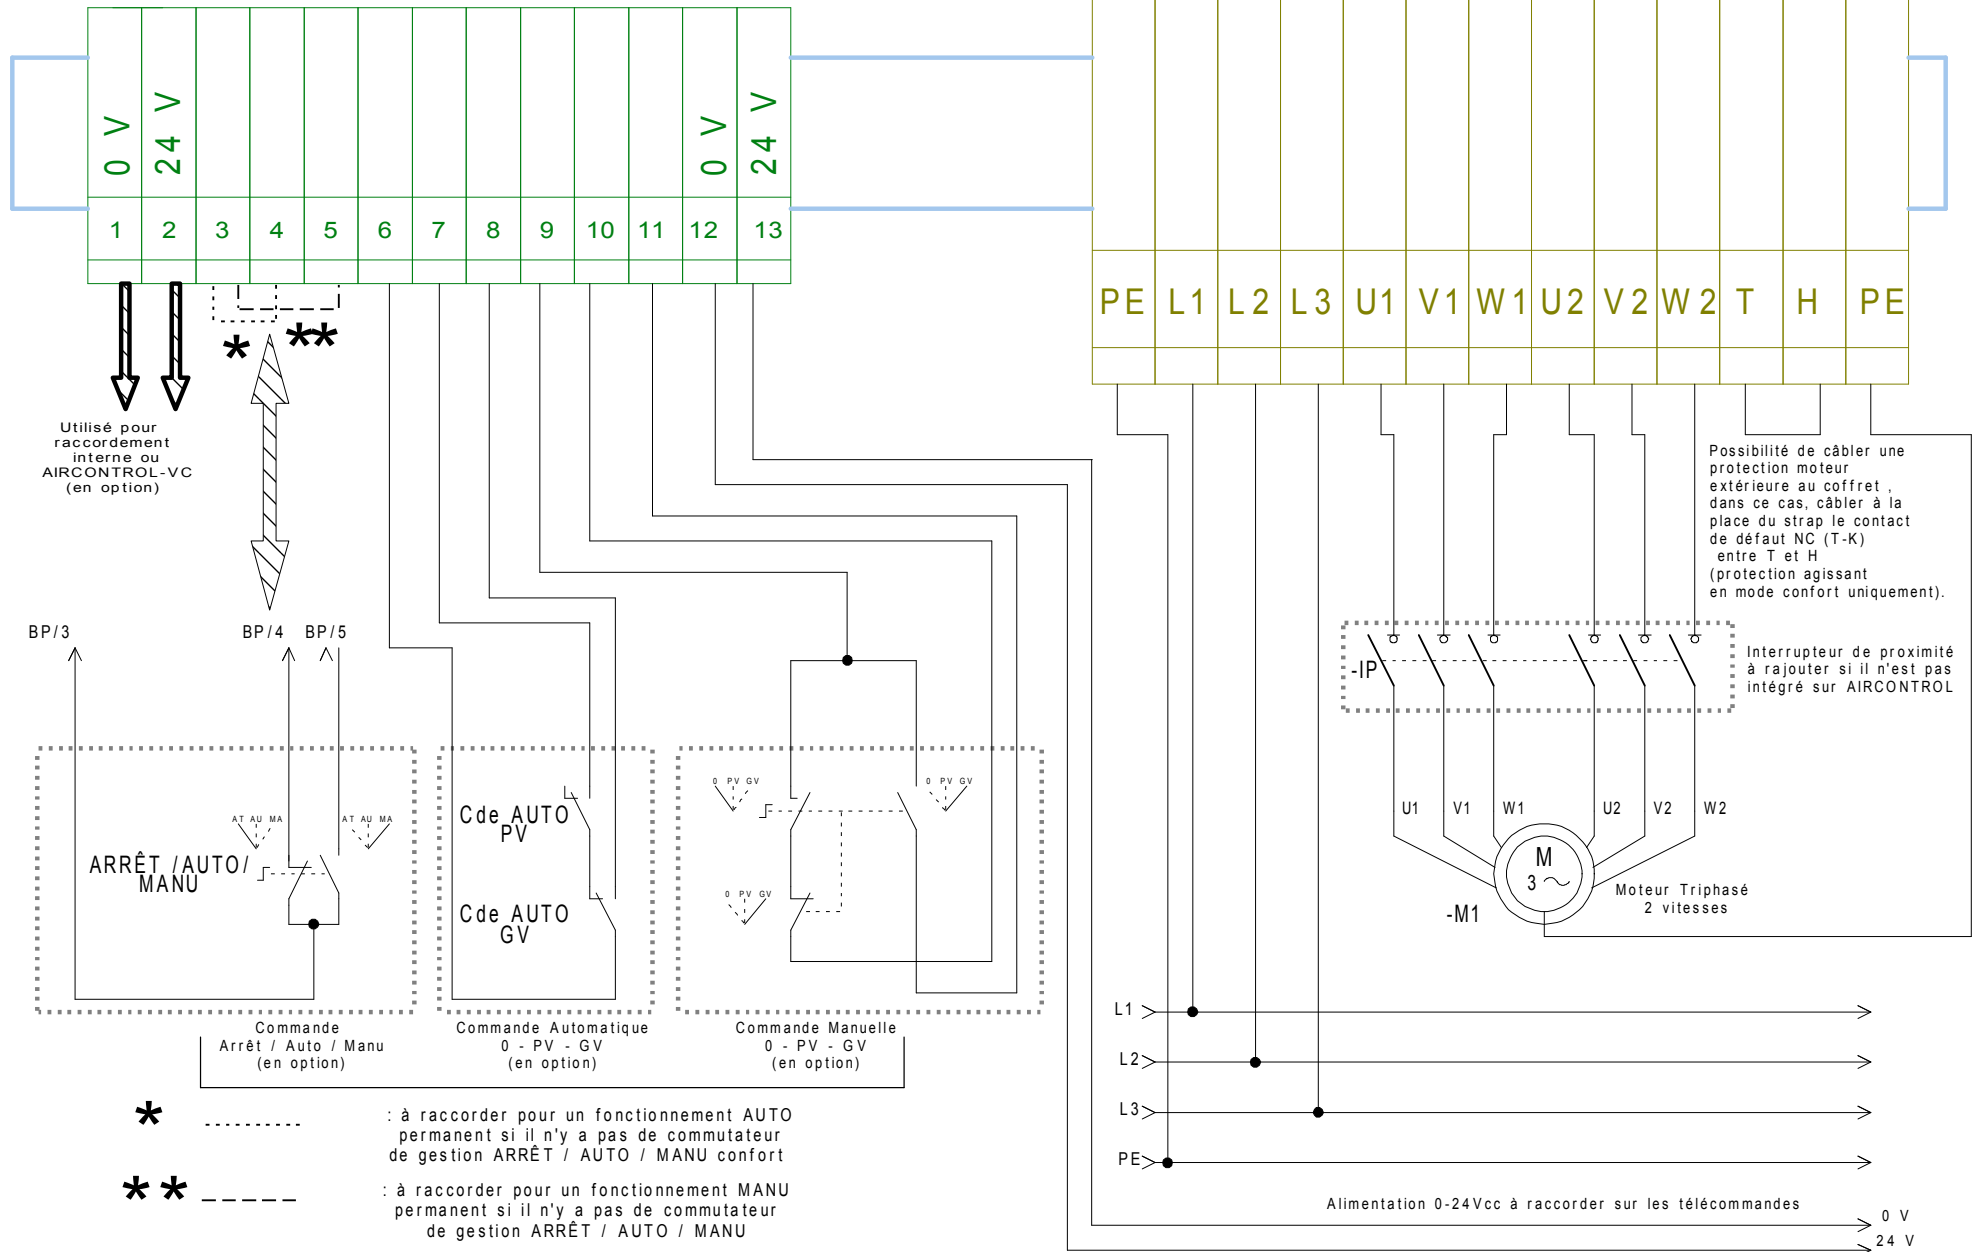 0 V
24 V
0 V
24 V
1 2 3 4 5 6 7 8 9 10 11 12 13
PE L1 L2 L3 U1 V1 W1 U2 V2 W2 T H PE
* **
Utilisé pour
raccordement
interne ou
AIRCONTROL-VC
(en option)
Possibilité de câbler une
protection moteur
extérieure au coffret ,
dans ce cas, câbler à la
place du strap le contact
de défaut NC (T-K)
entre T et H
(protection agissant
en mode confort uniquement).
BP/3 BP/4 BP/5
-IP
Interrupteur de proximité
à rajouter si il n'est pas
intégré sur AIRCONTROL
AT AU MA
AT AU MA
ARRÊT /AUTO/
MANU
Cde AUTO
PV
Cde AUTO
GV
0 PV GV
0 PV GV
0 PV GV
U1 V1 W1 U2 V2 W2
M
3
-M1
Moteur Triphasé
2 vitesses
Commande
Arrêt / Auto / Manu
(en option)
Commande Automatique
0 - PV - GV
(en option)
Commande Manuelle
0 - PV - GV
(en option)
* : à raccorder pour un fonctionnement AUTO
permanent si il n'y a pas de commutateur
de gestion ARRÊT / AUTO / MANU confort
** : à raccorder pour un fonctionnement MANU
permanent si il n'y a pas de commutateur
de gestion ARRÊT / AUTO / MANU
L1
L2
L3
PE
Alimentation 0-24Vcc à raccorder sur les télécommandes
0 V
24 V